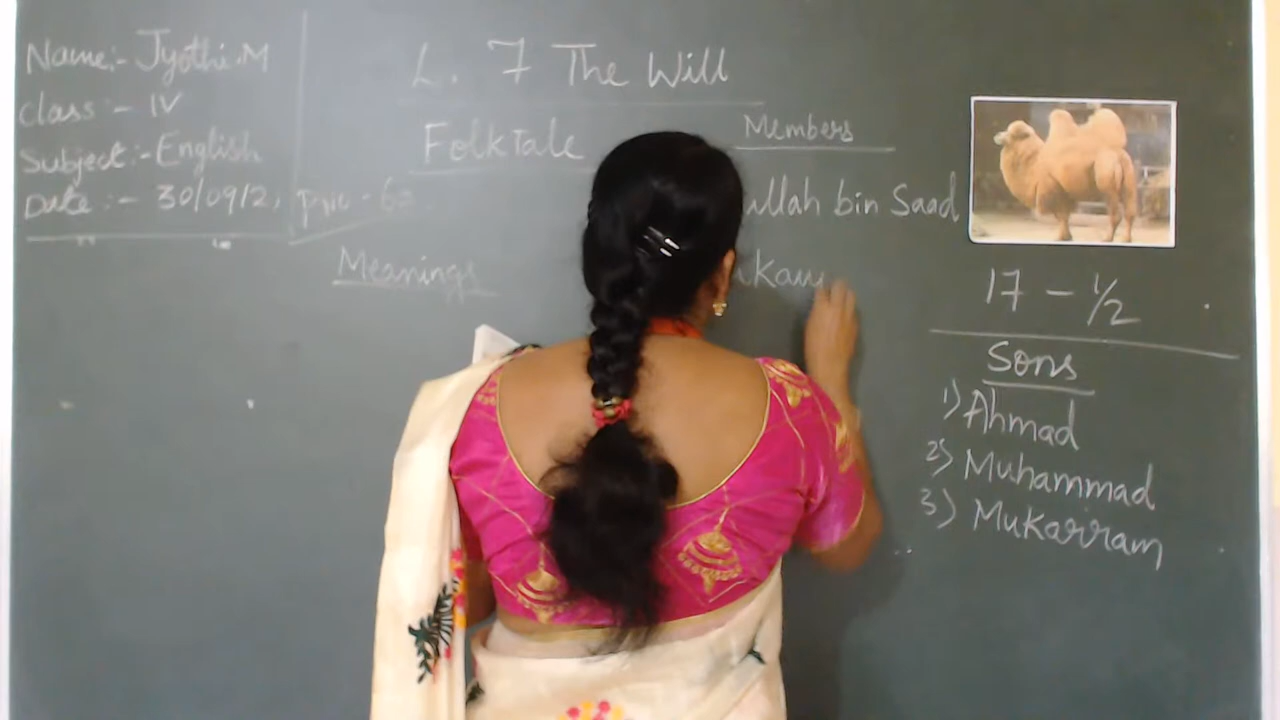 Name:- Jyothi.M
Class:- IV
Subject:- English
Date:- 30/09/2
L. 7 The Will
FolkTale
Meanings
Members
ullah bin Saad
17 - 1/2
Sons
1) Ahmad
2) Muhammad
3) Mukarram